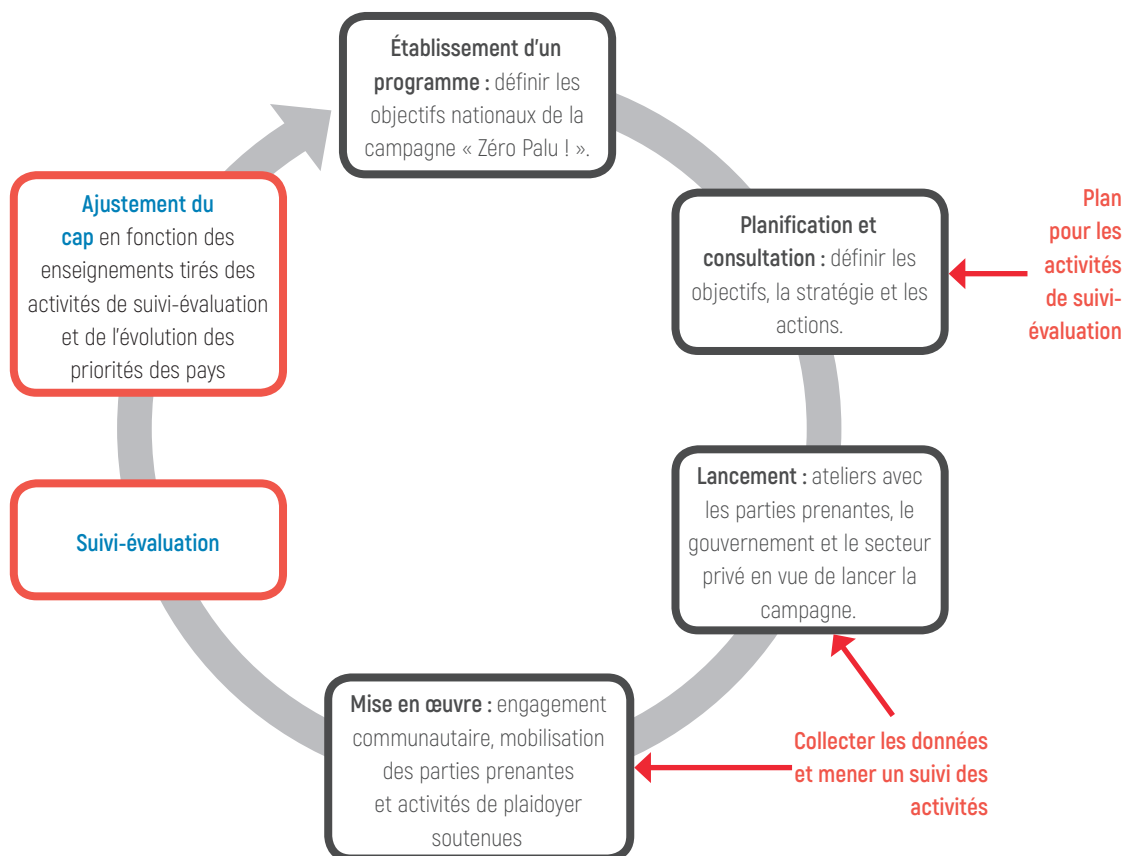 Établissement d'un
programme : définir les
objectifs nationaux de la
campagne « Zéro Palu ! ».
Planification et
consultation : définir les
objectifs, la stratégie et les
actions.
Plan
pour les
activités
de suivi-
évaluation
Lancement : ateliers avec
les parties prenantes, le
gouvernement et le secteur
privé en vue de lancer la
campagne.
Collecter les données
et mener un suivi des
activités
Mise en œuvre : engagement
communautaire, mobilisation
des parties prenantes
et activités de plaidoyer
soutenues
Suivi-évaluation
Ajustement du
cap en fonction des
enseignements tirés des
activités de suivi-évaluation
et de l'évolution des
priorités des pays